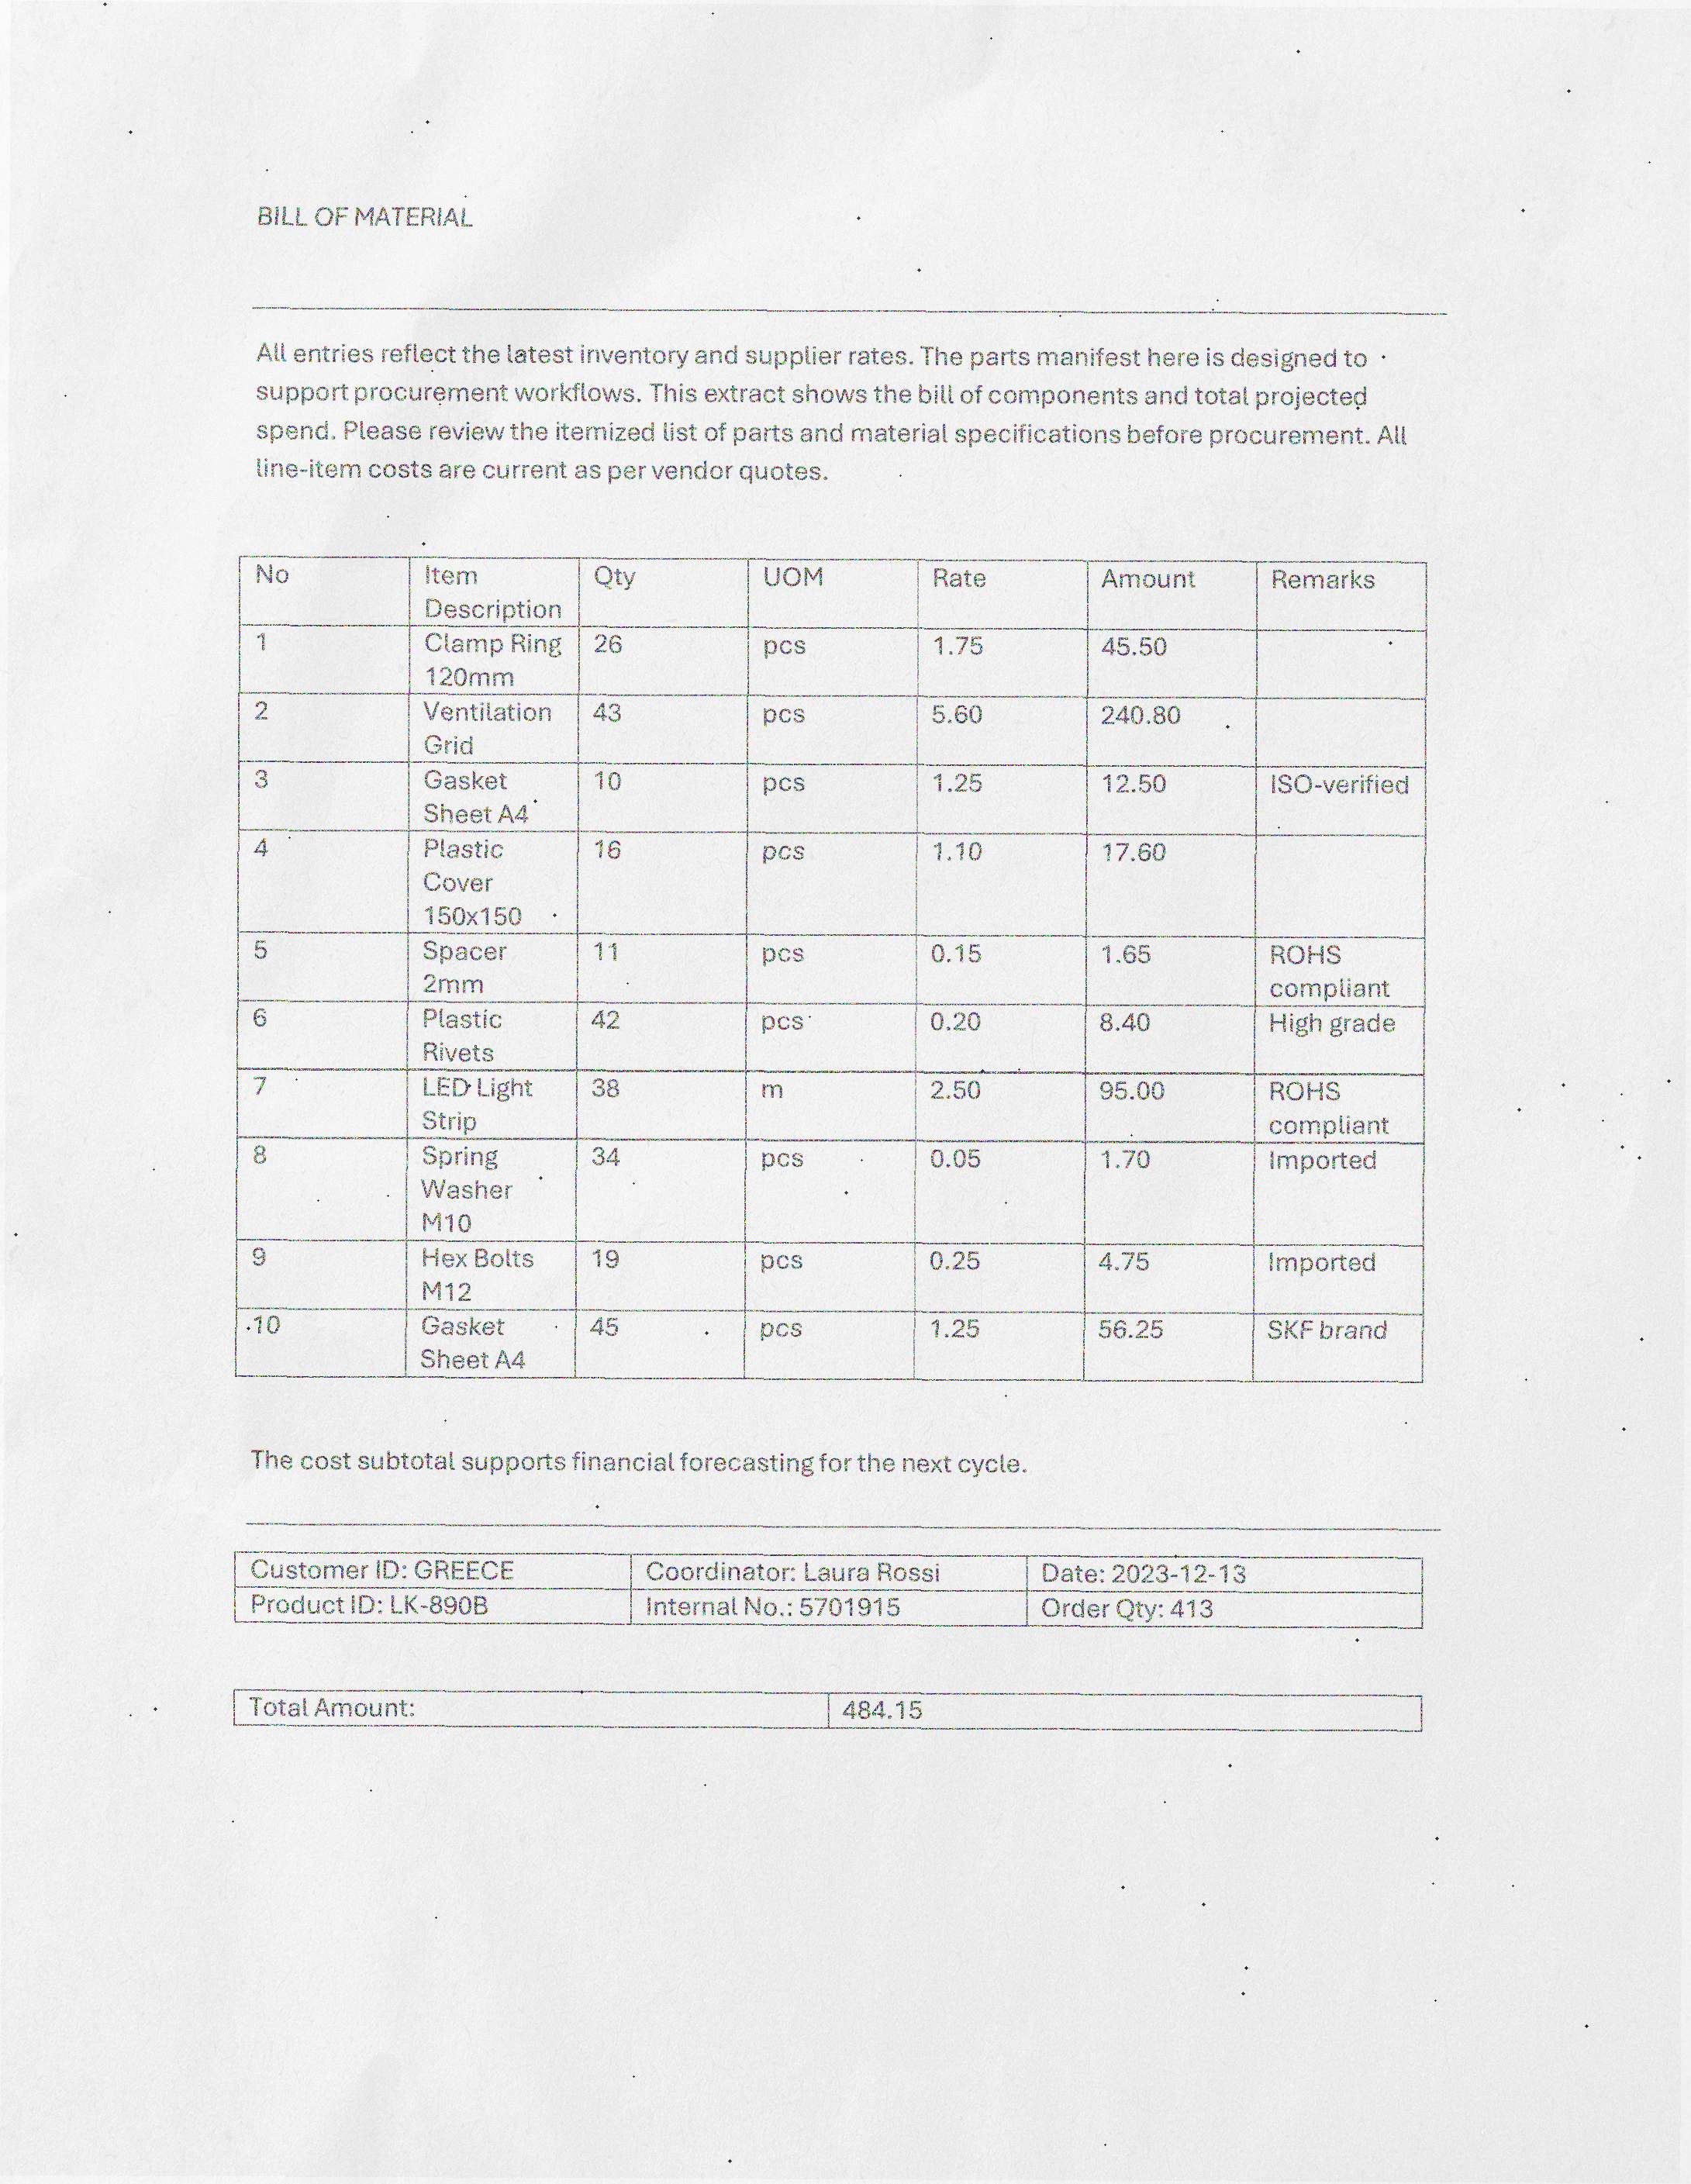 BILL OF MATERIAL
All entries reflect the latest inventory and supplier rates. The parts manifest here is designed to
support procurement workflows. This extract shows the bill of components and total projected
spend. Please review the itemized list of parts and material specifications before procurement. All
line-item costs are current as per vendor quotes.
No Item Description Qty UOM Rate Amount Remarks
1 Clamp Ring 120mm 26 pcs 1.75 45.50
2 Ventilation Grid 43 pcs 5.60 240.80
3 Gasket Sheet A4 10 pcs 1.25 12.50 ISO-verified
4 Plastic Cover 150x150 16 pcs 1.10 17.60
5 Spacer 2mm 11 pcs 0.15 1.65 ROHS compliant
6 Plastic Rivets 42 pcs 0.20 8.40 High grade
7 LED Light Strip 38 m 2.50 95.00 ROHS compliant
8 Spring Washer M10 34 pcs 0.05 1.70 Imported
9 Hex Bolts M12 19 pcs 0.25 4.75 Imported
10 Gasket Sheet A4 45 pcs 1.25 56.25 SKF brand
The cost subtotal supports financial forecasting for the next cycle.
Customer ID: GREECE Coordinator: Laura Rossi Date: 2023-12-13
Product ID: LK-890B Internal No.: 5701915 Order Qty: 413
Total Amount: 484.15